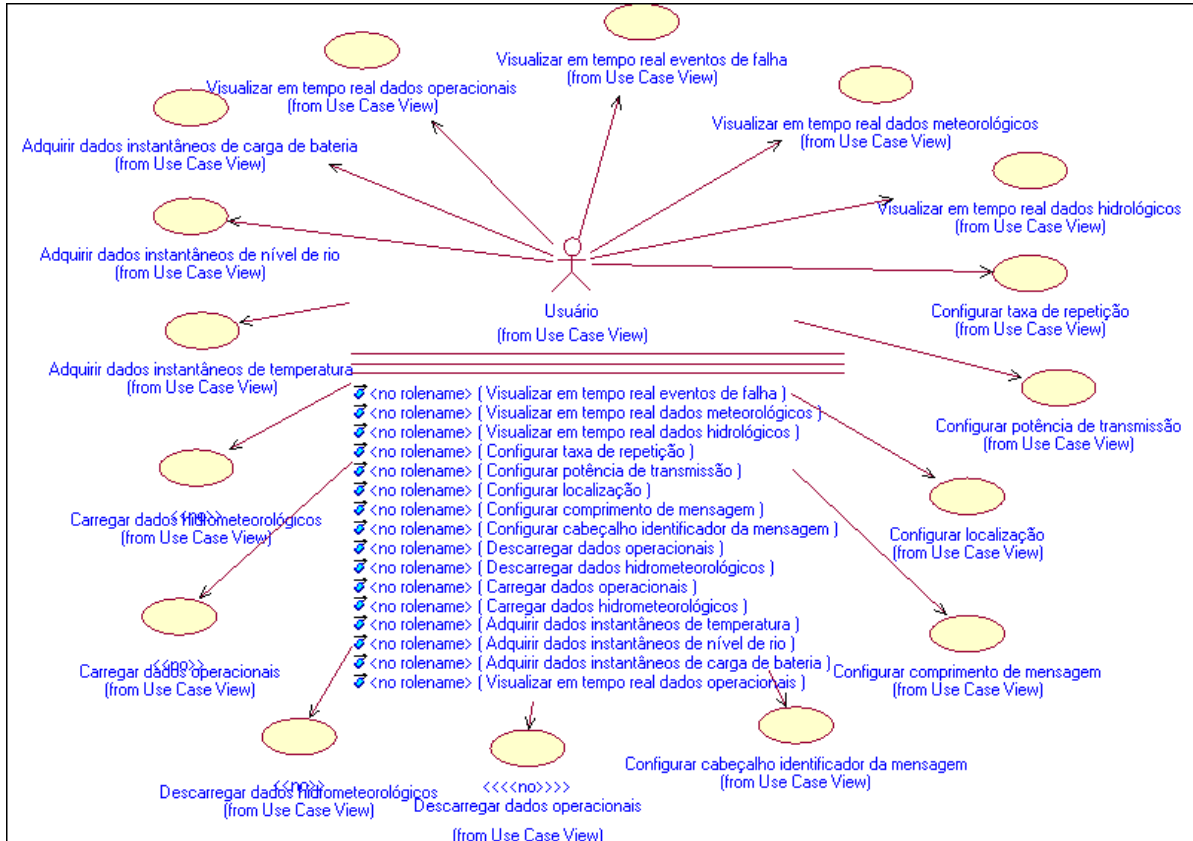 Visualizar em tempo real eventos de falha
(from Use Case View)
Visualizar em tempo real dados operacionais
(from Use Case View)
Visualizar em tempo real dados meteorológicos
(from Use Case View)
Adquirir dados instantâneos de carga de bateria
(from Use Case View)
Visualizar em tempo real dados hidrológicos
(from Use Case View)
Adquirir dados instantâneos de nível de rio
(from Use Case View)
Usuário
(from Use Case View)
Configurar taxa de repetição
(from Use Case View)
Adquirir dados instantâneos de temperatura
(from Use Case View)
<no rolename> ( Visualizar em tempo real eventos de falha )
<no rolename> ( Visualizar em tempo real dados meteorológicos )
<no rolename> ( Visualizar em tempo real dados hidrológicos )
<no rolename> ( Configurar taxa de repetição )
<no rolename> ( Configurar potência de transmissão )
<no rolename> ( Configurar localização )
<no rolename> ( Configurar comprimento de mensagem )
<no rolename> ( Configurar cabeçalho identificador da mensagem )
<no rolename> ( Descarregar dados operacionais )
<no rolename> ( Descarregar dados hidrometeorológicos )
<no rolename> ( Carregar dados operacionais )
<no rolename> ( Carregar dados hidrometeorológicos )
<no rolename> ( Adquirir dados instantâneos de temperatura )
<no rolename> ( Adquirir dados instantâneos de nível de rio )
<no rolename> ( Adquirir dados instantâneos de carga de bateria )
<no rolename> ( Visualizar em tempo real dados operacionais )
Configurar potência de transmissão
(from Use Case View)
<<no>>
Carregar dados hidrometeorológicos
(from Use Case View)
Configurar localização
(from Use Case View)
<<no>>
Carregar dados operacionais
(from Use Case View)
Configurar comprimento de mensagem
(from Use Case View)
<<no>>
Descarregar dados hidrometeorológicos
(from Use Case View)
<<<<no>>>>
Descarregar dados operacionais
(from Use Case View)
Configurar cabeçalho identificador da mensagem
(from Use Case View)